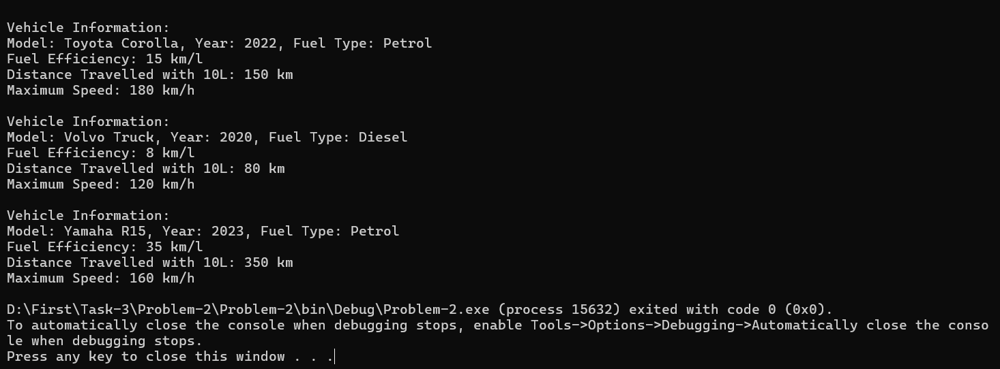 Vehicle Information:
Model: Toyota Corolla, Year: 2022, Fuel Type: Petrol
Fuel Efficiency: 15 km/l
Distance Travelled with 10L: 150 km
Maximum Speed: 180 km/h

Vehicle Information:
Model: Volvo Truck, Year: 2020, Fuel Type: Diesel
Fuel Efficiency: 8 km/l
Distance Travelled with 10L: 80 km
Maximum Speed: 120 km/h

Vehicle Information:
Model: Yamaha R15, Year: 2023, Fuel Type: Petrol
Fuel Efficiency: 35 km/l
Distance Travelled with 10L: 350 km
Maximum Speed: 160 km/h

D:\First\Task-3\Problem-2\Problem-2\bin\Debug\Problem-2.exe (process 15632) exited with code 0 (0x0).
To automatically close the console when debugging stops, enable Tools->Options->Debugging->Automatically close the conso
le when debugging stops.
Press any key to close this window . . .